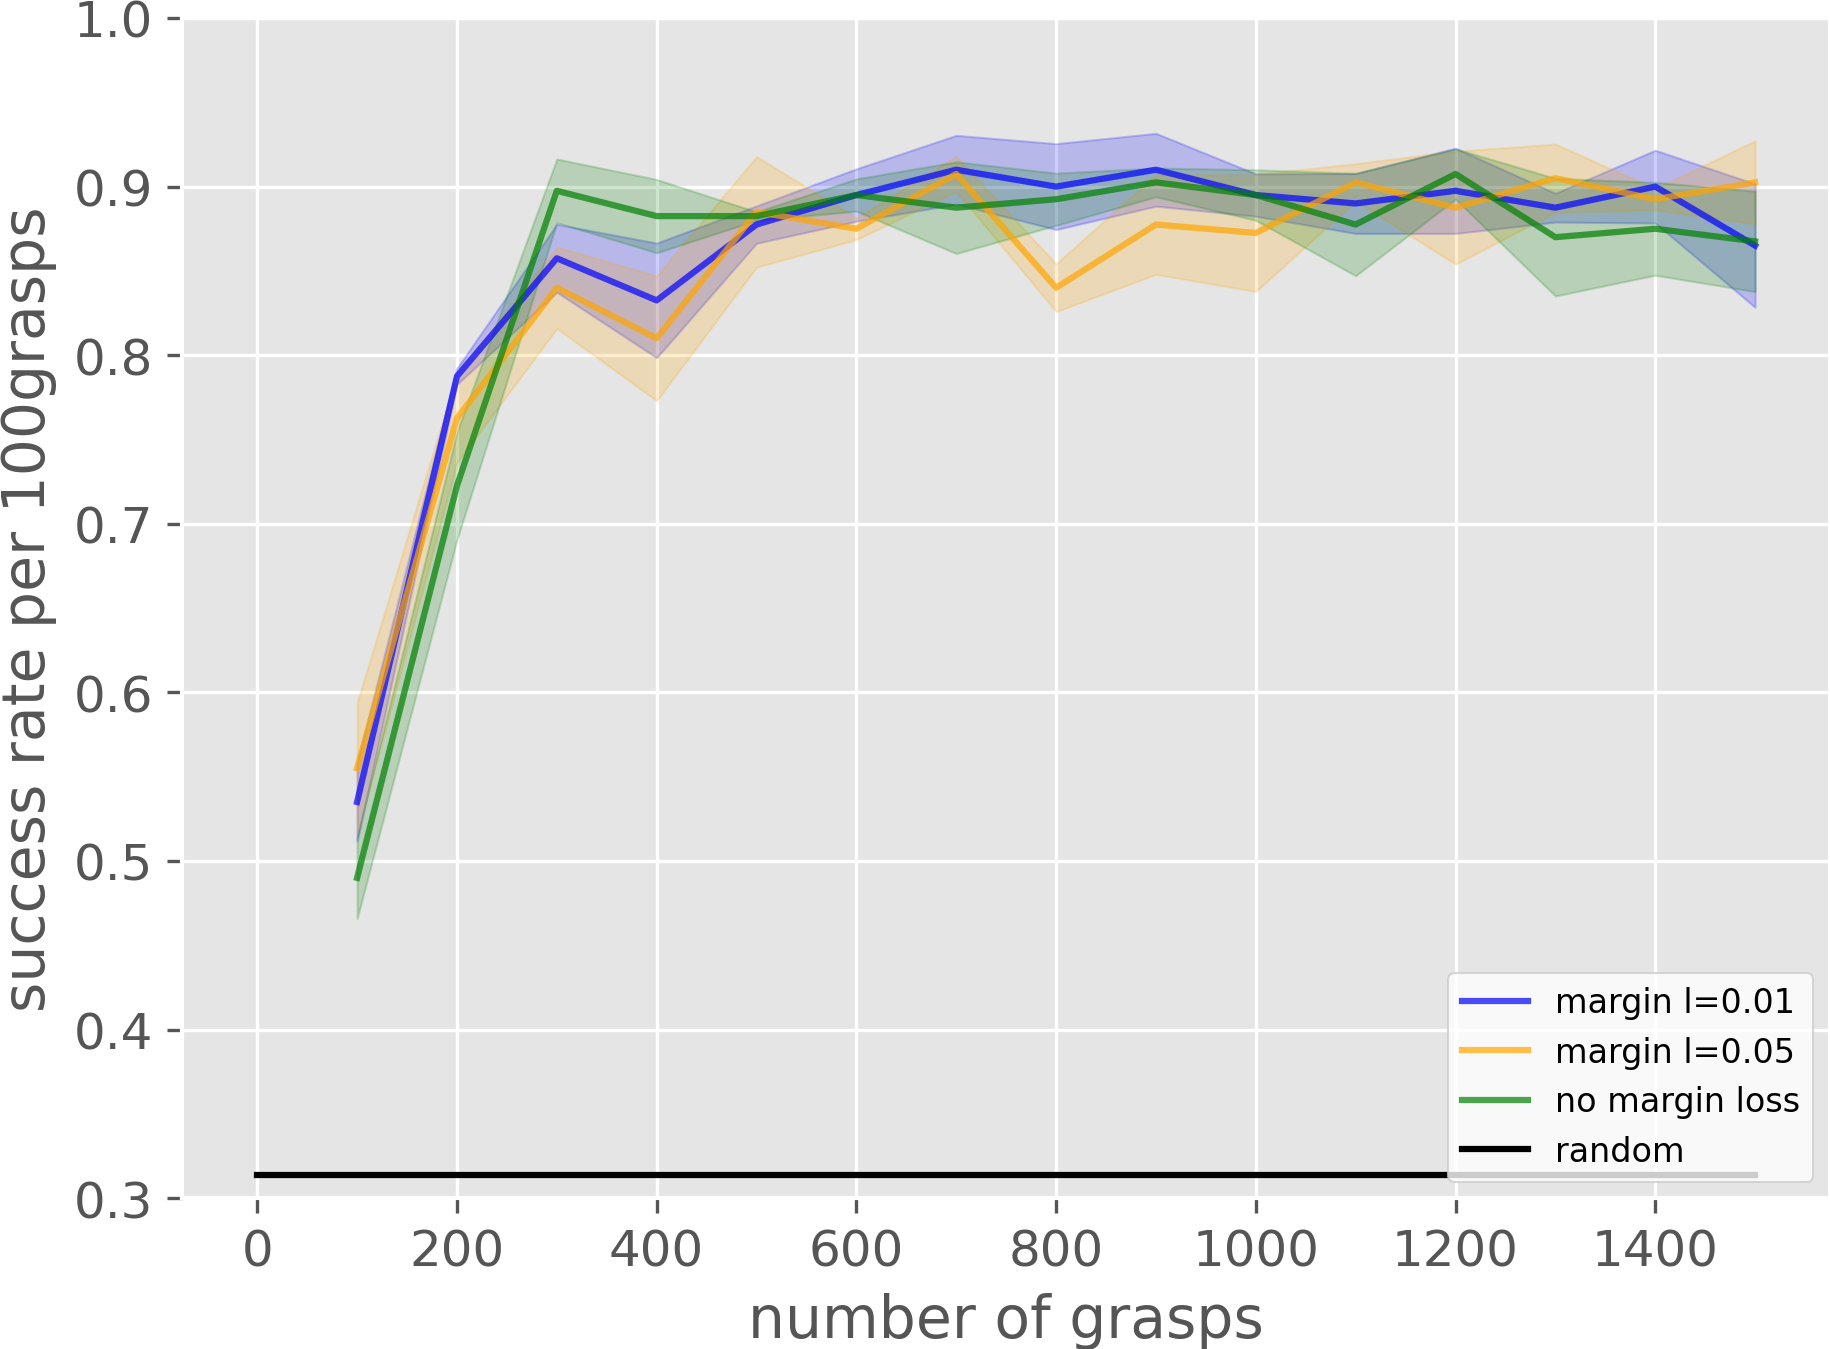 success rate per 100grasps
1.0
0.9
0.8
0.7
0.6
0.5
0.4
0.3
margin l=0.01
margin l=0.05
no margin loss
random
0 200 400 600 800 1000 1200 1400
number of grasps